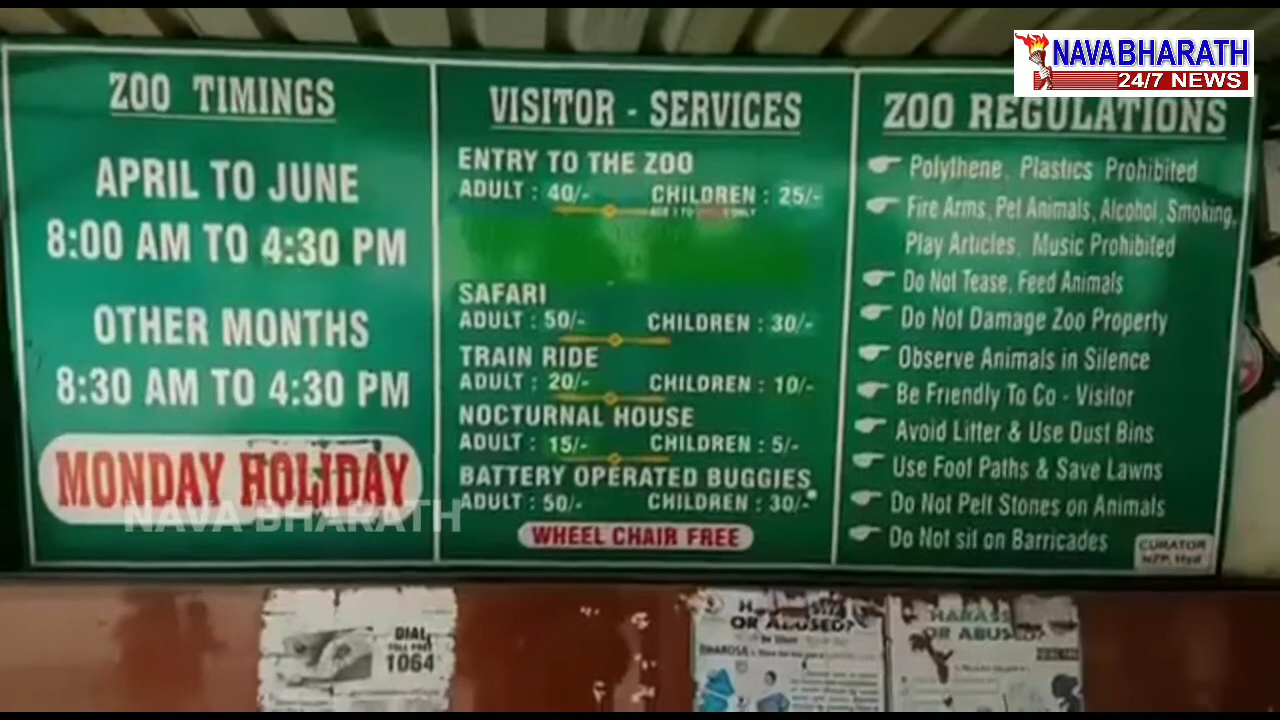 NAVABHARATH
24/7 NEWS
ZOO TIMINGS
APRIL TO JUNE
8:00 AM TO 4:30 PM
OTHER MONTHS
8:30 AM TO 4:30 PM
MONDAY HOLIDAY
NAVA BHARATH
VISITOR - SERVICES
ENTRY TO THE ZOO
ADULT : 40/- CHILDREN : 25/-
ONLY
SAFARI
ADULT : 50/- CHILDREN : 30/-
TRAIN RIDE
ADULT : 20/- CHILDREN : 10/-
NOCTURNAL HOUSE
ADULT : 15/- CHILDREN : 5/-
BATTERY OPERATED BUGGIES
ADULT : 50/- CHILDREN : 30/-
WHEEL CHAIR FREE
ZOO REGULATIONS
Polythene, Plastics Prohibited
Fire Arms, Pet Animals, Alcohol, Smoking,
Play Articles, Music Prohibited
Do Not Tease, Feed Animals
Do Not Damage Zoo Property
Observe Animals in Silence
Be Friendly To Co - Visitor
Avoid Litter & Use Dust Bins
Use Foot Paths & Save Lawns
Do Not Pelt Stones on Animals
Do Not sit on Barricades
CURATOR
NZP. Hyd
DIAL
TOLL FREE
1064
OR ABUSED?
BHAROSA
HARASS
OR ABUSED?